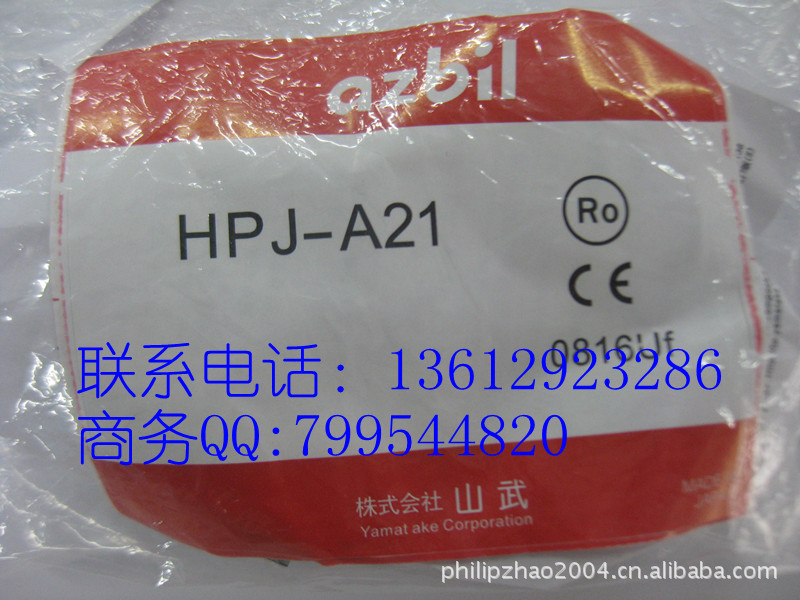 azbil
HPJ-A21
Ro
CE
联系电话: 13612923286
商务QQ:799544820
株式会社 山武
Yamatake Corporation
MADE
philipzhao2004.cn.alibaba.com